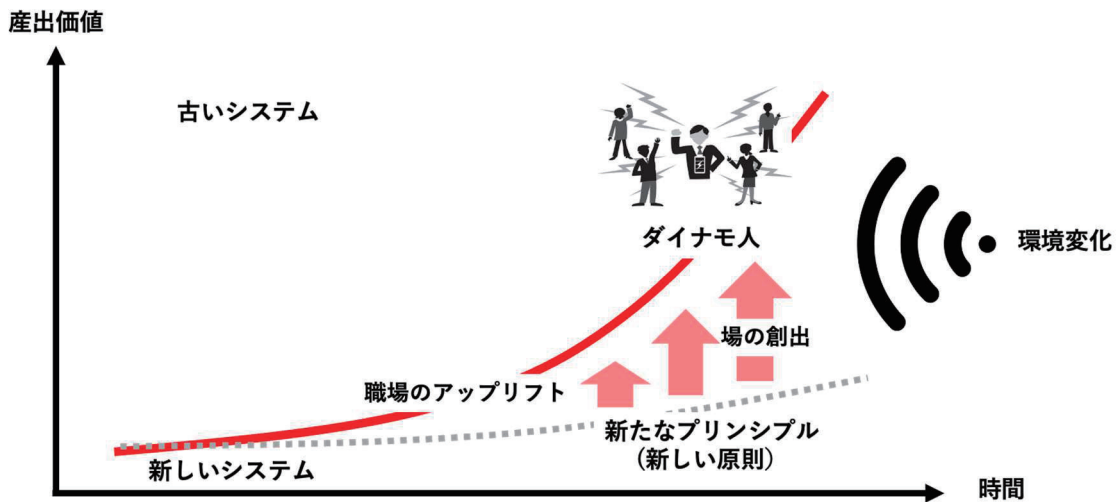 産出価値
古いシステム
ダイナモ人
環境変化
場の創出
職場のアップリフト
新たなプリンシプル
（新しい原則）
新しいシステム
時間